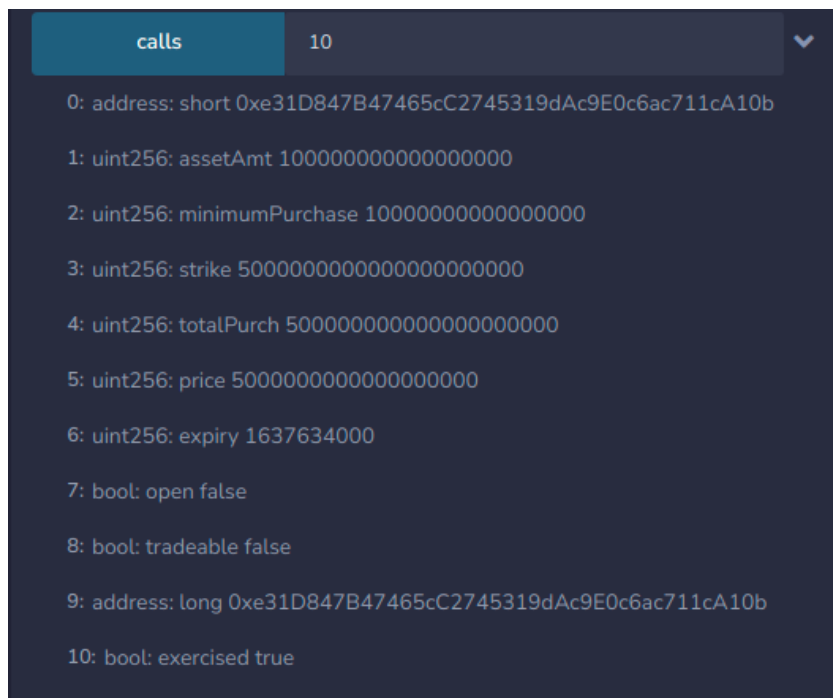 calls 10
0: address: short 0xe31D847B47465cC2745319dAc9E0c6ac711cA10b
1: uint256: assetAmt 100000000000000000
2: uint256: minimumPurchase 10000000000000000
3: uint256: strike 5000000000000000000000
4: uint256: totalPurch 500000000000000000000
5: uint256: price 5000000000000000000
6: uint256: expiry 1637634000
7: bool: open false
8: bool: tradeable false
9: address: long 0xe31D847B47465cC2745319dAc9E0c6ac711cA10b
10: bool: exercised true